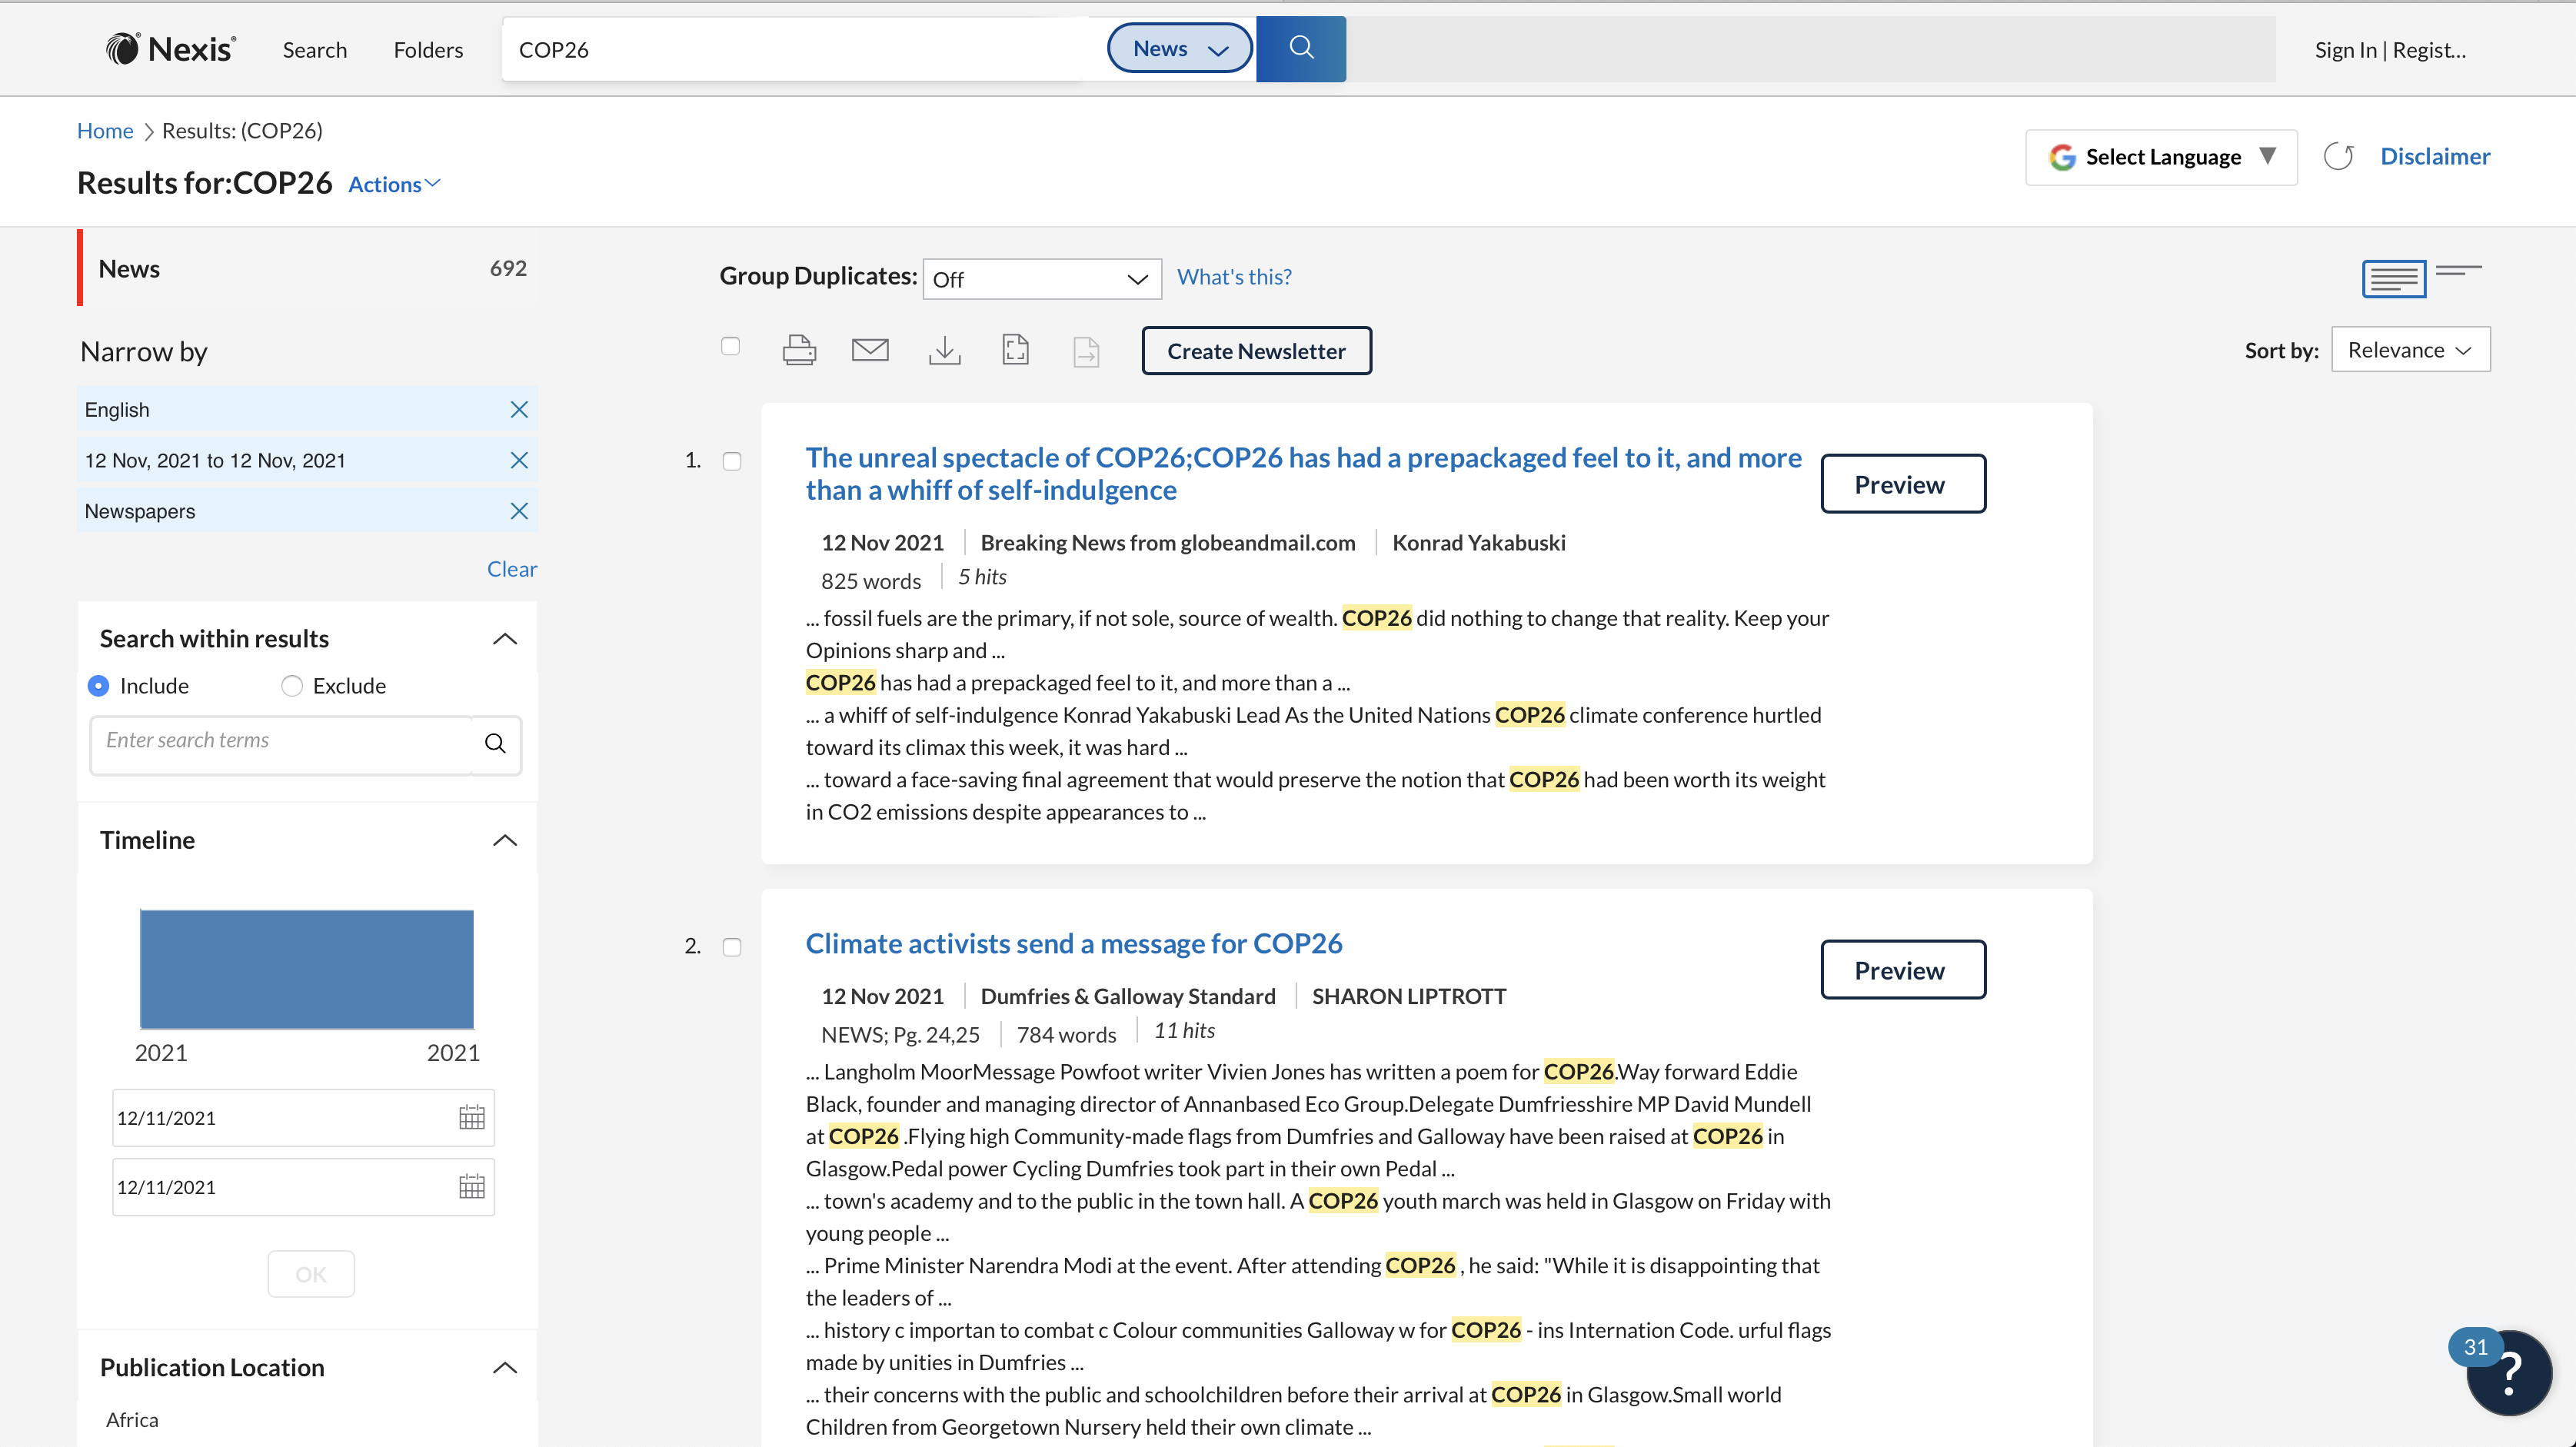 Nexis®
Search
Folders
COP26
News
Sign In | Regist...
Home > Results: (COP26)
Results for:COP26 Actions
Select Language ▼
Disclaimer
News 692
Narrow by
English
12 Nov, 2021 to 12 Nov, 2021
Newspapers
Clear
Search within results
Include Exclude
Enter search terms
Timeline
2021 2021
12/11/2021
12/11/2021
OK
Publication Location
Africa
Group Duplicates: Off What's this?
Create Newsletter
Sort by: Relevance
1.
The unreal spectacle of COP26;COP26 has had a prepackaged feel to it, and more
than a whiff of self-indulgence
Preview
12 Nov 2021 | Breaking News from globeandmail.com | Konrad Yakabuski
825 words | 5 hits
... fossil fuels are the primary, if not sole, source of wealth. COP26 did nothing to change that reality. Keep your
Opinions sharp and ...
COP26 has had a prepackaged feel to it, and more than a ...
... a whiff of self-indulgence Konrad Yakabuski Lead As the United Nations COP26 climate conference hurtled
toward its climax this week, it was hard ...
... toward a face-saving final agreement that would preserve the notion that COP26 had been worth its weight
in CO2 emissions despite appearances to ...
2.
Climate activists send a message for COP26
Preview
12 Nov 2021 | Dumfries & Galloway Standard | SHARON LIPTROTT
NEWS; Pg. 24,25 | 784 words | 11 hits
... Langholm MoorMessage Powfoot writer Vivien Jones has written a poem for COP26.Way forward Eddie
Black, founder and managing director of Annanbased Eco Group.Delegate Dumfriesshire MP David Mundell
at COP26 .Flying high Community-made flags from Dumfries and Galloway have been raised at COP26 in
Glasgow.Pedal power Cycling Dumfries took part in their own Pedal ...
... town's academy and to the public in the town hall. A COP26 youth march was held in Glasgow on Friday with
young people ...
... Prime Minister Narendra Modi at the event. After attending COP26 , he said: "While it is disappointing that
the leaders of ...
... history c importan to combat c Colour communities Galloway w for COP26 - ins Internation Code. urful flags
made by unities in Dumfries ...
... their concerns with the public and schoolchildren before their arrival at COP26 in Glasgow.Small world
Children from Georgetown Nursery held their own climate ...
31
?